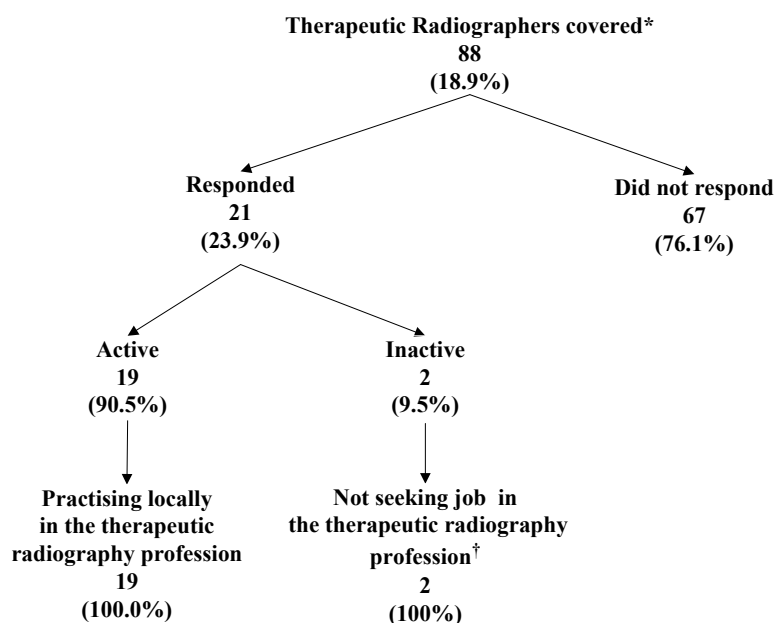 Therapeutic Radiographers covered*
88
(18.9%)
Responded
21
(23.9%)
Did not respond
67
(76.1%)
Active
19
(90.5%)
Inactive
2
(9.5%)
Practising locally
in the therapeutic
radiography profession
19
(100.0%)
Not seeking job in
the therapeutic radiography
profession†
2
(100%)